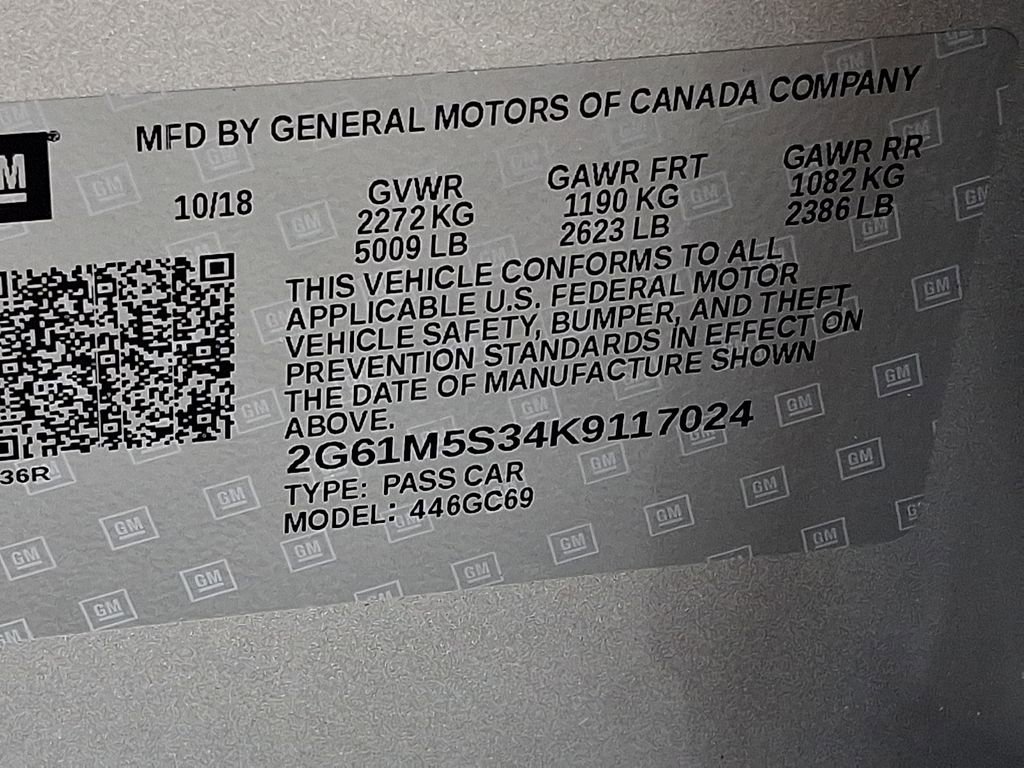 MFD BY GENERAL MOTORS OF CANADA COMPANY
GM
10/18
GVWR
2272 KG
5009 LB
GAWR FRT
1190 KG
2623 LB
GAWR RR
1082 KG
2386 LB
THIS VEHICLE CONFORMS TO ALL
APPLICABLE U.S. FEDERAL MOTOR
VEHICLE SAFETY, BUMPER, AND THEFT
PREVENTION STANDARDS IN EFFECT ON
THE DATE OF MANUFACTURE SHOWN
ABOVE.
2G61M5S34K9117024
TYPE: PASS CAR
MODEL: 446GC69
36R